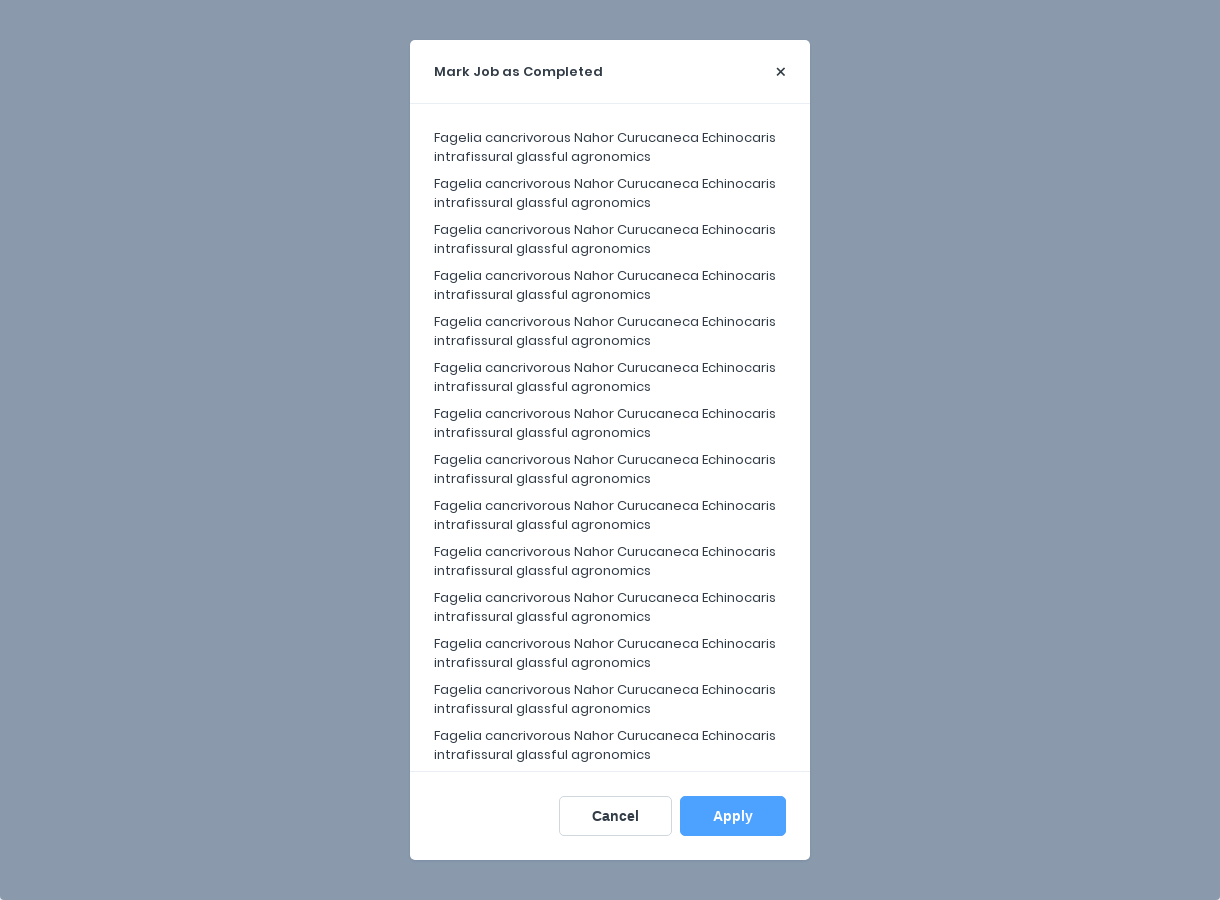 Mark Job as Completed
Fagelia cancrivorous Nahor Curucaneca Echinocaris
intrafissural glassful agronomics
Fagelia cancrivorous Nahor Curucaneca Echinocaris
intrafissural glassful agronomics
Fagelia cancrivorous Nahor Curucaneca Echinocaris
intrafissural glassful agronomics
Fagelia cancrivorous Nahor Curucaneca Echinocaris
intrafissural glassful agronomics
Fagelia cancrivorous Nahor Curucaneca Echinocaris
intrafissural glassful agronomics
Fagelia cancrivorous Nahor Curucaneca Echinocaris
intrafissural glassful agronomics
Fagelia cancrivorous Nahor Curucaneca Echinocaris
intrafissural glassful agronomics
Fagelia cancrivorous Nahor Curucaneca Echinocaris
intrafissural glassful agronomics
Fagelia cancrivorous Nahor Curucaneca Echinocaris
intrafissural glassful agronomics
Fagelia cancrivorous Nahor Curucaneca Echinocaris
intrafissural glassful agronomics
Fagelia cancrivorous Nahor Curucaneca Echinocaris
intrafissural glassful agronomics
Fagelia cancrivorous Nahor Curucaneca Echinocaris
intrafissural glassful agronomics
Fagelia cancrivorous Nahor Curucaneca Echinocaris
intrafissural glassful agronomics
Fagelia cancrivorous Nahor Curucaneca Echinocaris
intrafissural glassful agronomics
Cancel Apply